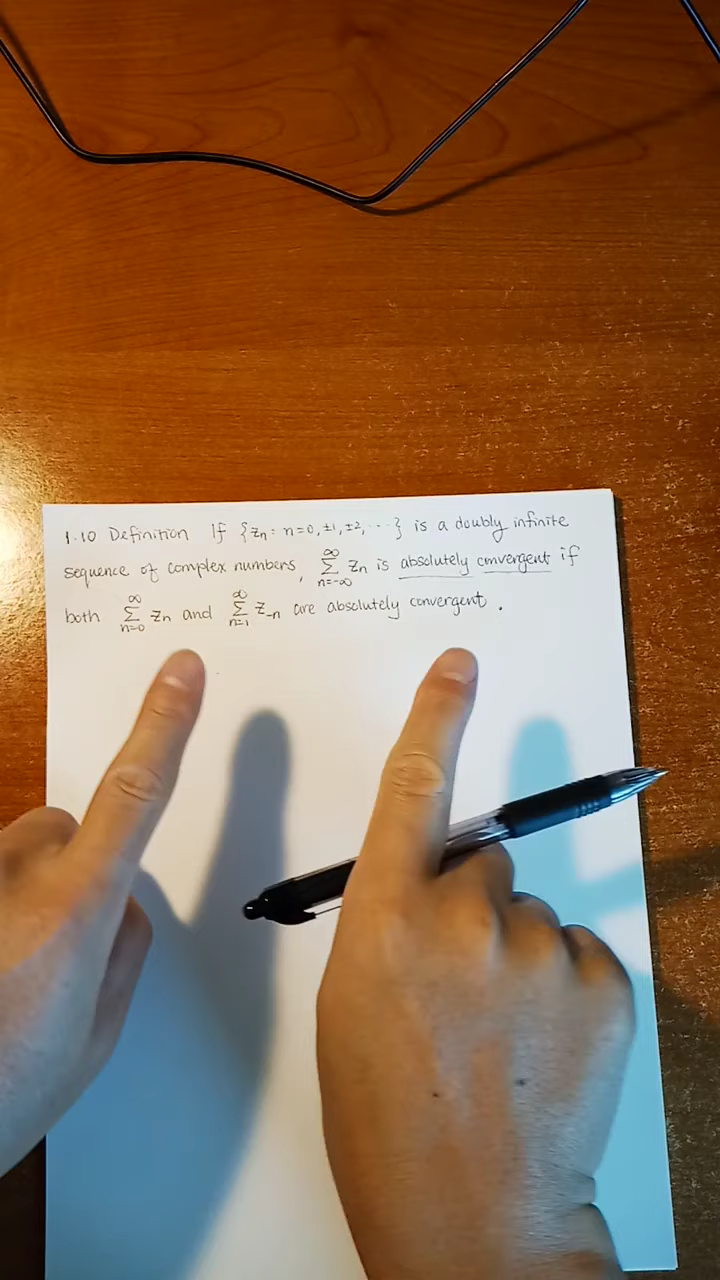 1.10 Definition If {zₙ : n=0, ±1, ±2, ...} is a doubly infinite
sequence of complex numbers, ∑_{n=-∞}^{∞} zₙ is absolutely convergent if
both ∑_{n=0}^{∞} zₙ and ∑_{n=1}^{∞} z₋ₙ are absolutely convergent.